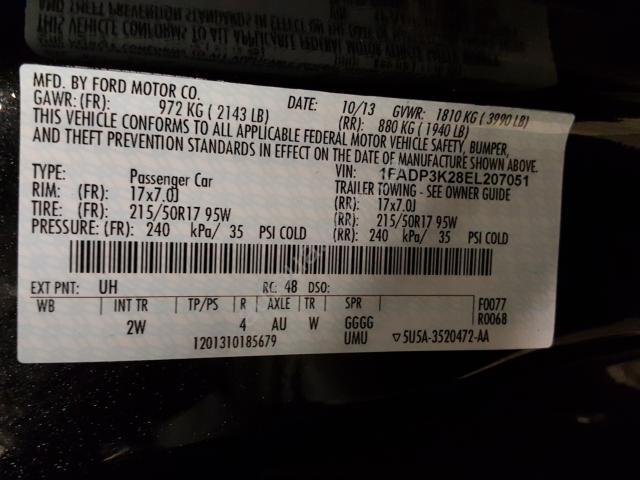 MFD. BY FORD MOTOR CO.
DATE: 10/13 GVWR: 1810 KG ( 3990 LB)
GAWR: (FR): 972 KG ( 2143 LB) (RR): 880 KG ( 1940 LB)
THIS VEHICLE CONFORMS TO ALL APPLICABLE FEDERAL MOTOR VEHICLE SAFETY, BUMPER,
AND THEFT PREVENTION STANDARDS IN EFFECT ON THE DATE OF MANUFACTURE SHOWN ABOVE.
VIN: 1FADP3K28EL207051
TYPE: Passenger Car TRAILER TOWING - SEE OWNER GUIDE
RIM: (FR): 17x7.0J (RR): 17x7.0J
TIRE: (FR): 215/50R17 95W (RR): 215/50R17 95W
PRESSURE: (FR): 240 kPa/ 35 PSI COLD (RR): 240 kPa/ 35 PSI COLD
EXT PNT: UH RC: 48 DSO:
WB INT TR TP/PS R AXLE TR SPR F0077
2W 4 AU W GGGG R0068
1201310185679 UMU ▽5U5A-3520472-AA